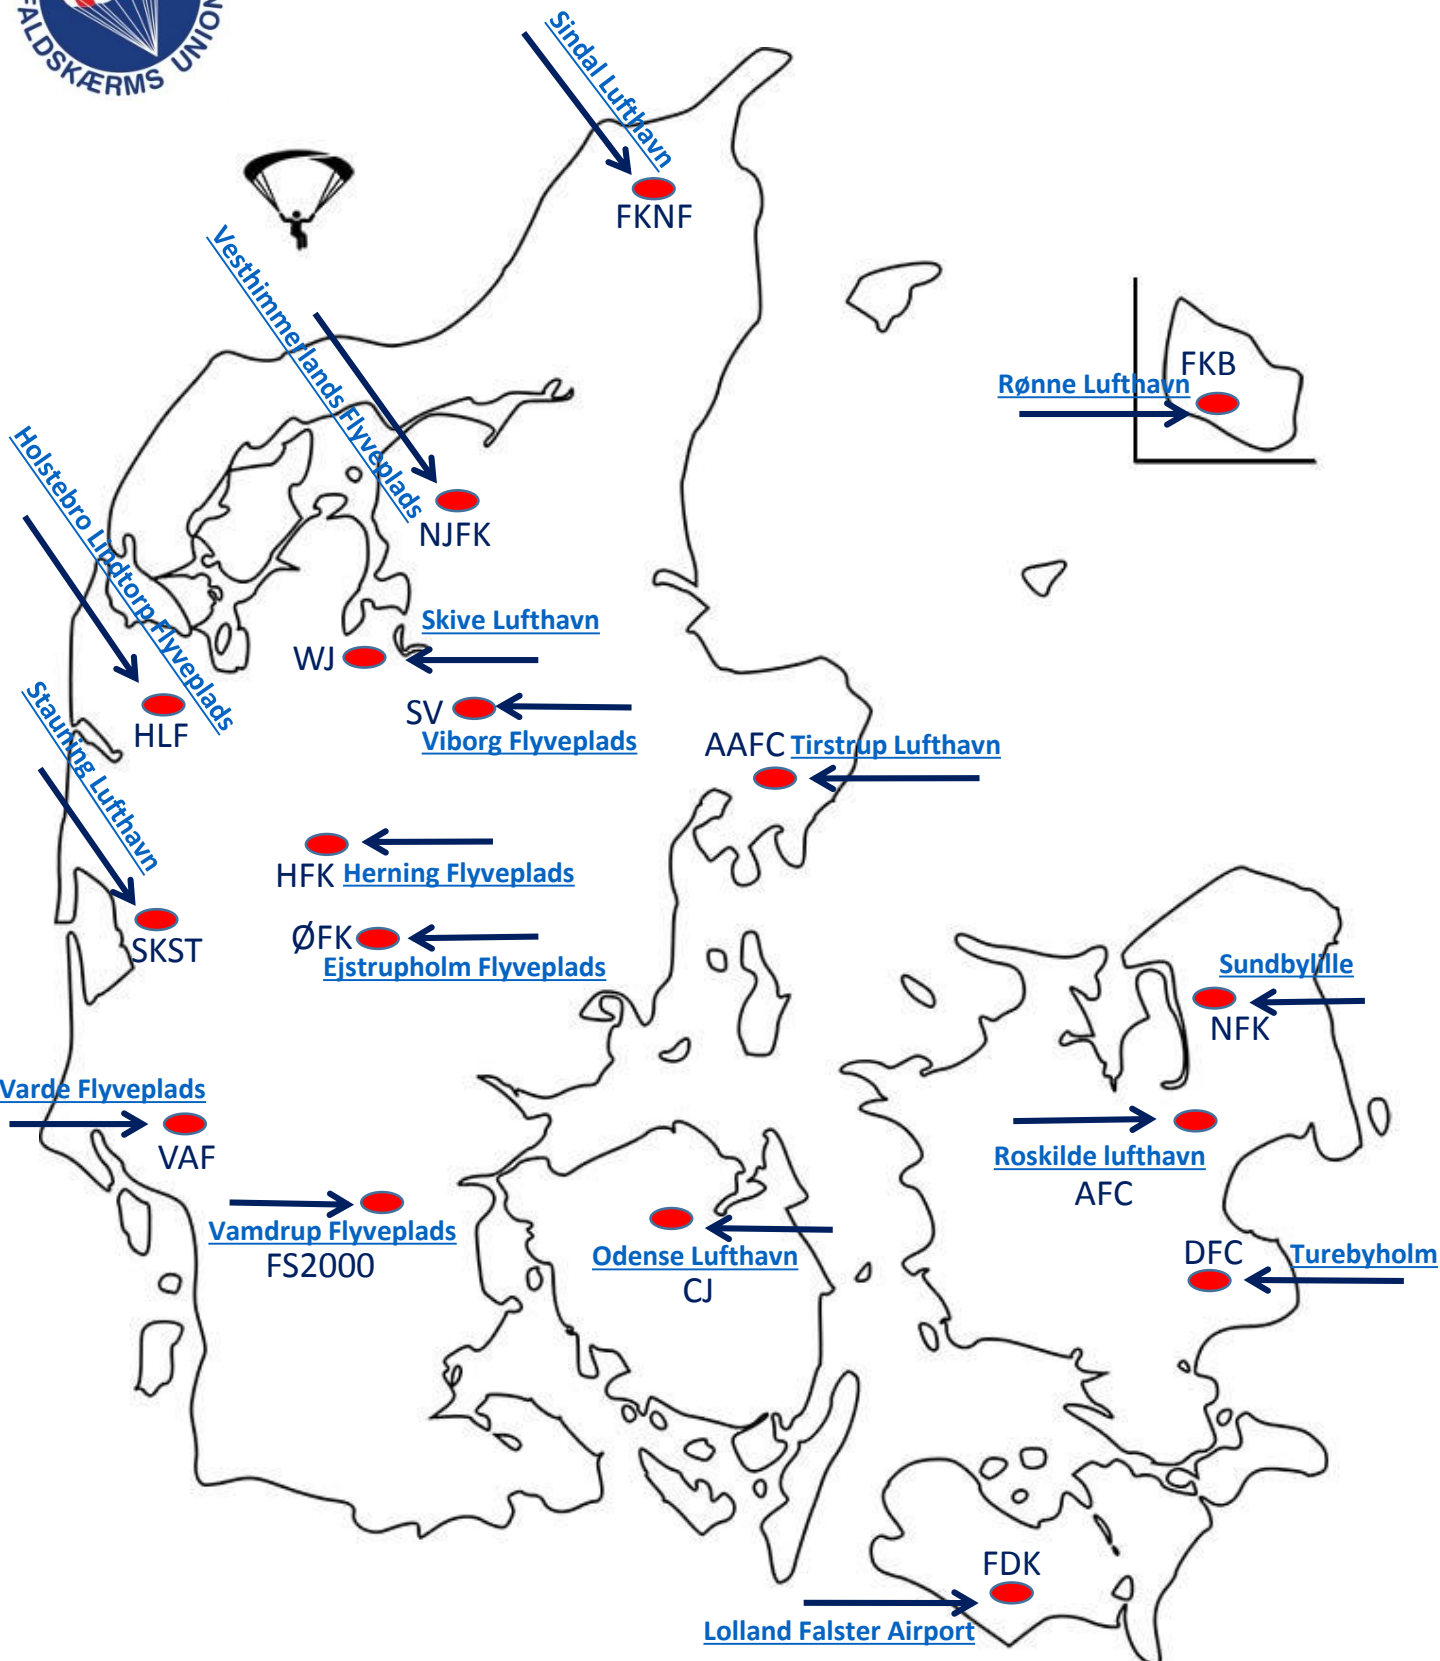 FALDSKÆRMS UNION
Sindal Lufthavn
FKNF
Vesthimmerlands Flyveplads
NJFK
FKB
Rønne Lufthavn
Holstebro Lindtorp Flyveplads
HLF
Skive Lufthavn
WJ
SV
Viborg Flyveplads
AAFC
Tirstrup Lufthavn
Stauning Lufthavn
SKST
HFK
Herning Flyveplads
ØFK
Ejstrupholm Flyveplads
Sundbylille
NFK
Varde Flyveplads
VAF
Roskilde lufthavn
AFC
Vamdrup Flyveplads
FS2000
Odense Lufthavn
CJ
DFC
Turebyholm
FDK
Lolland Falster Airport